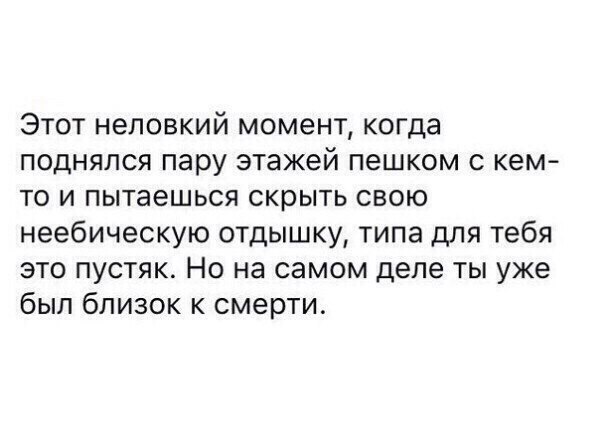 Этот неловкий момент, когда
поднялся пару этажей пешком с кем-
то и пытаешься скрыть свою
неебическую отдышку, типа для тебя
это пустяк. Но на самом деле ты уже
был близок к смерти.